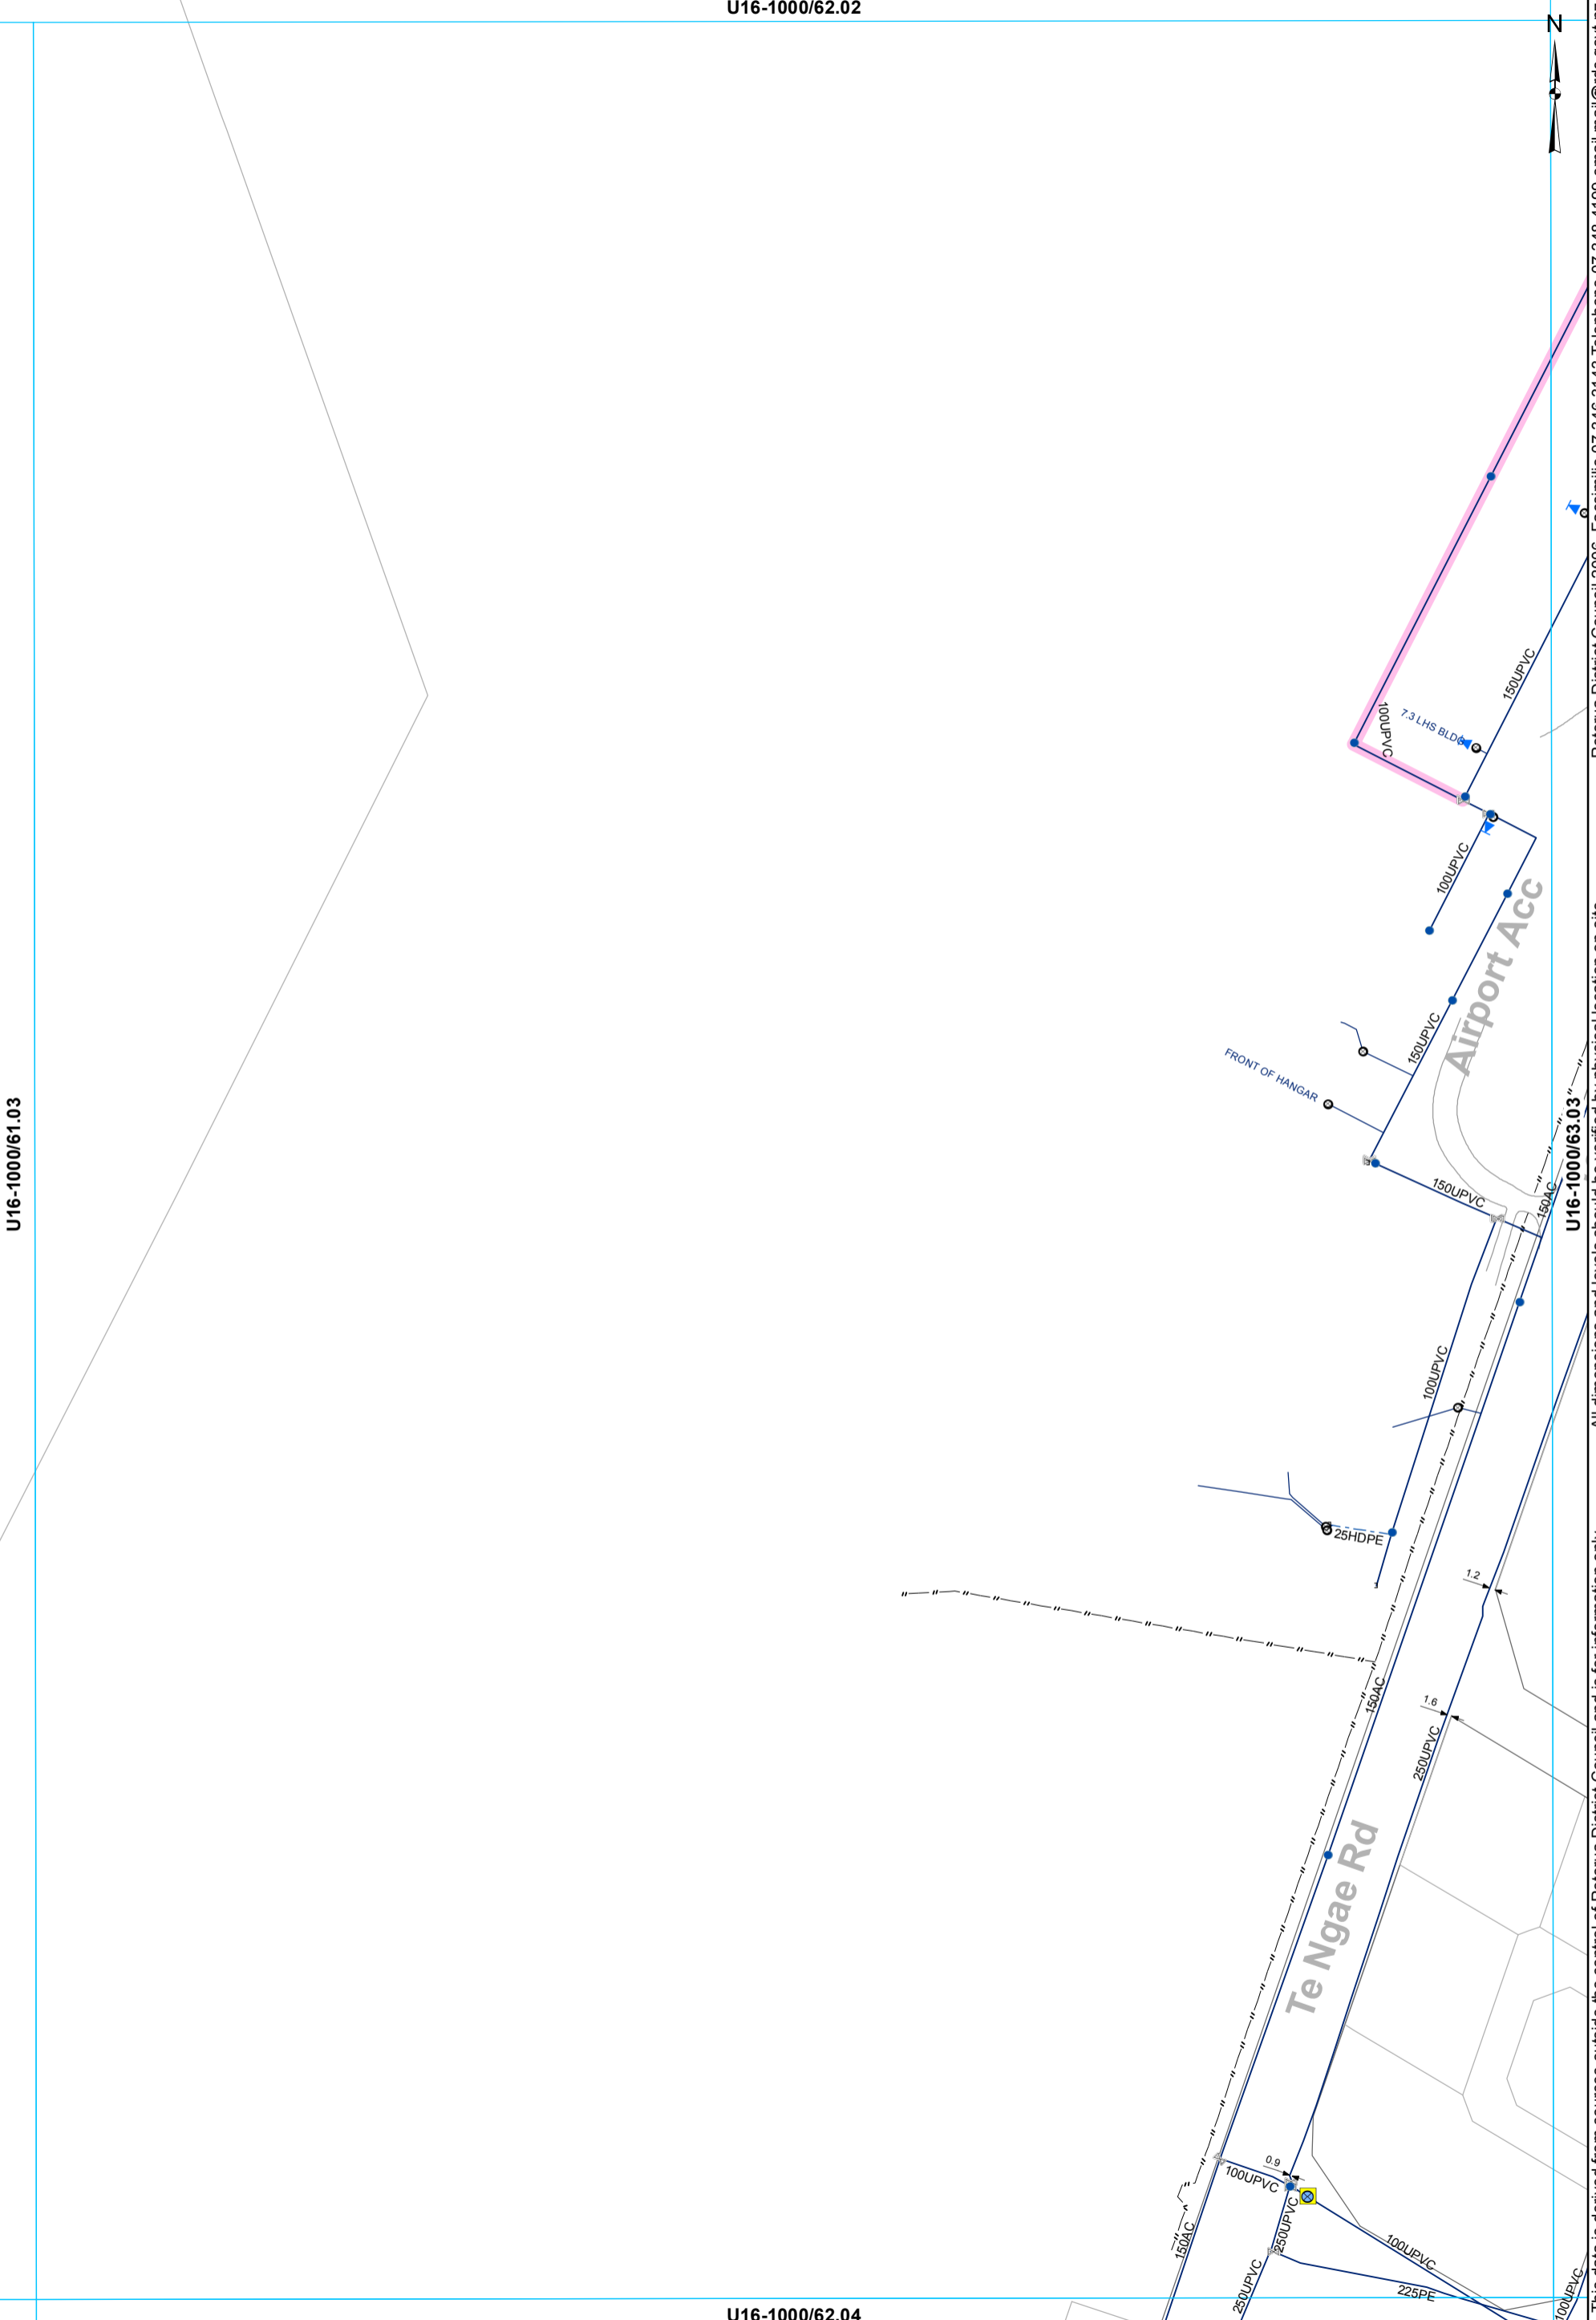 U16-1000/62.02
N
150UPVC
7.3 LHS BLDG
100UPVC
100UPVC
Airport Acc
150UPVC
FRONT OF HANGAR
U16-1000/61.03
U16-1000/63.03
150UPVC
150AC
100UPVC
25HDPE
1.2
150AC
1.6
250UPVC
Te Ngae Rd
0.9
100UPVC
250UPVC
150AC
100UPVC
250UPVC
225PE
100UPVC
U16-1000/62.04